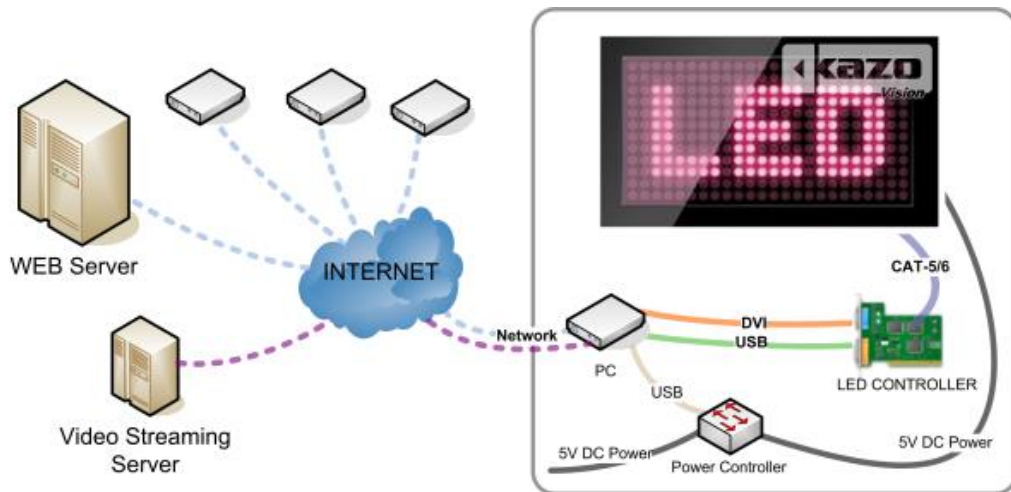 kazo
Vision
LED
WEB Server
INTERNET
CAT-5/6
Network
DVI
USB
PC
LED CONTROLLER
USB
Video Streaming
Server
5V DC Power
Power Controller
5V DC Power